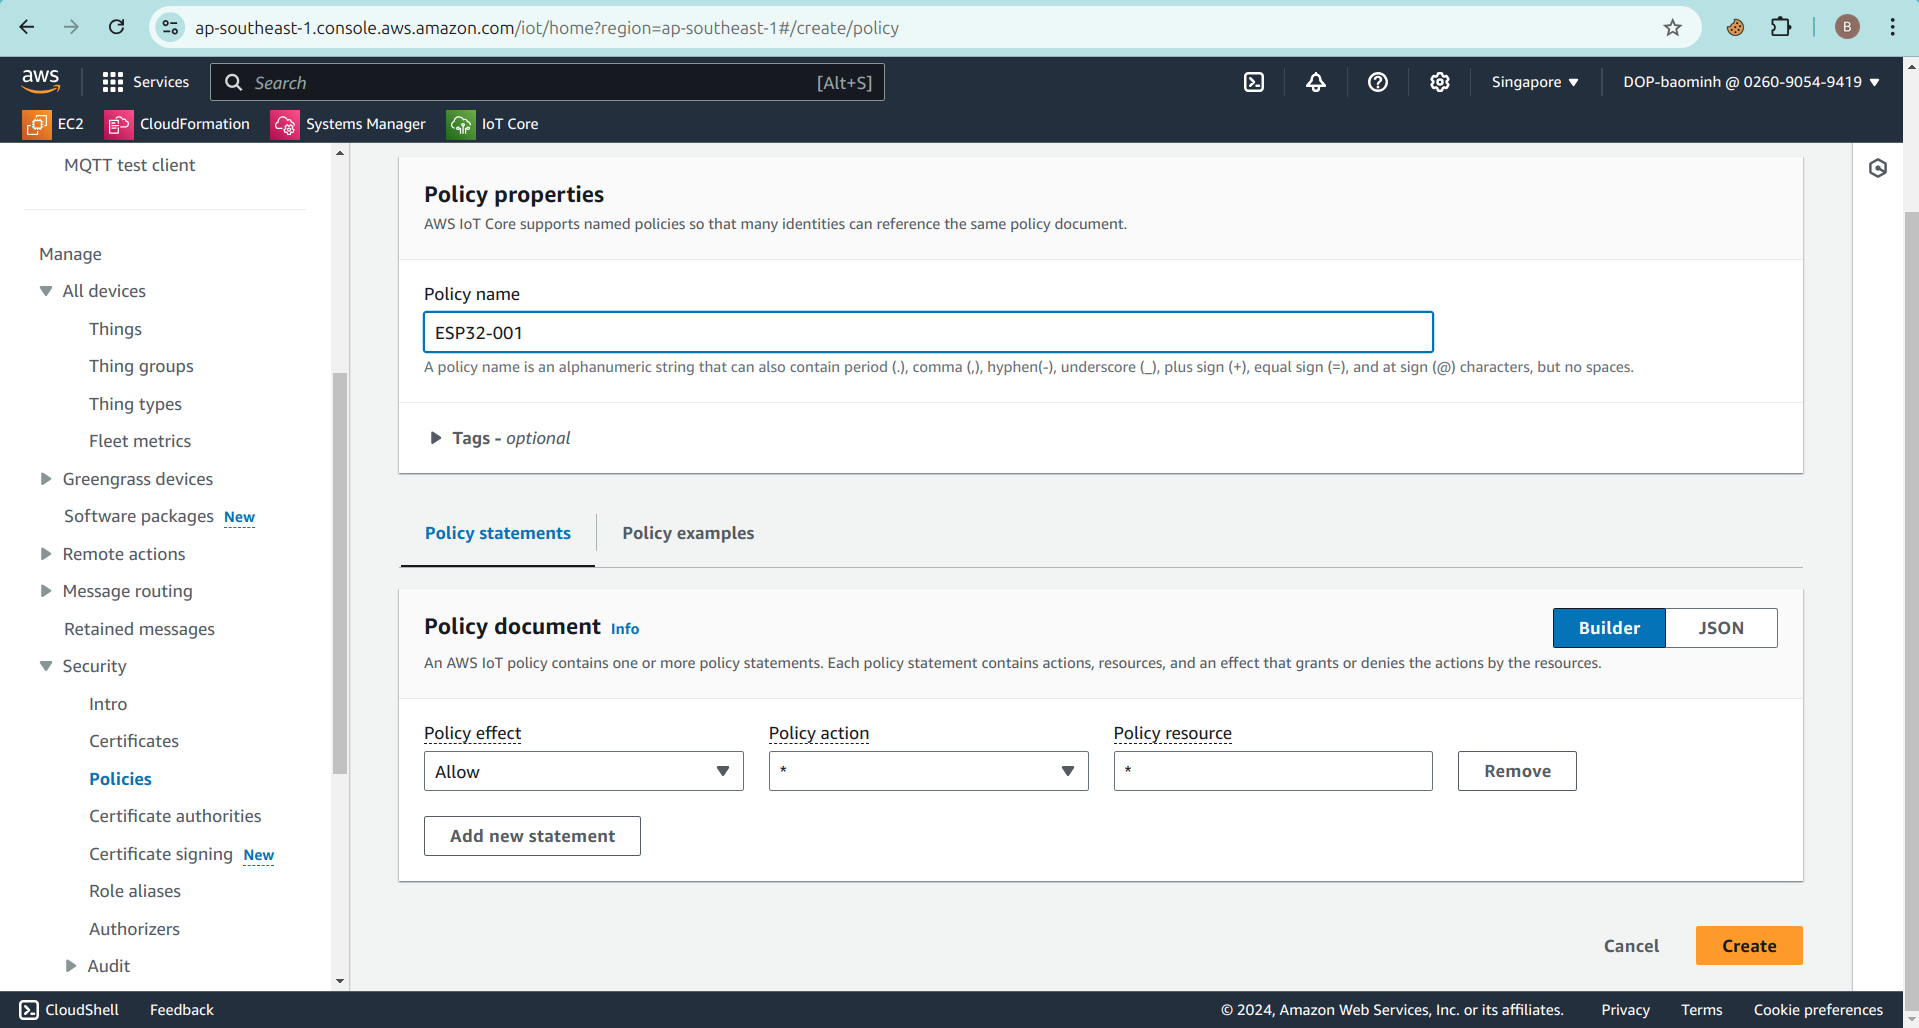 ap-southeast-1.console.aws.amazon.com/iot/home?region=ap-southeast-1#/create/policy
B
aws
Services
Search
[Alt+S]
Singapore
DOP-baominh @ 0260-9054-9419
EC2
CloudFormation
Systems Manager
IoT Core
MQTT test client
Manage
All devices
Things
Thing groups
Thing types
Fleet metrics
Greengrass devices
Software packages New
Remote actions
Message routing
Retained messages
Security
Intro
Certificates
Policies
Certificate authorities
Certificate signing New
Role aliases
Authorizers
Audit
Policy properties
AWS IoT Core supports named policies so that many identities can reference the same policy document.
Policy name
ESP32-001
A policy name is an alphanumeric string that can also contain period (.), comma (,), hyphen(-), underscore (_), plus sign (+), equal sign (=), and at sign (@) characters, but no spaces.
Tags - optional
Policy statements
Policy examples
Policy document Info
Builder
JSON
An AWS IoT policy contains one or more policy statements. Each policy statement contains actions, resources, and an effect that grants or denies the actions by the resources.
Policy effect
Policy action
Policy resource
Allow
*
*
Remove
Add new statement
Cancel
Create
CloudShell
Feedback
© 2024, Amazon Web Services, Inc. or its affiliates.
Privacy
Terms
Cookie preferences